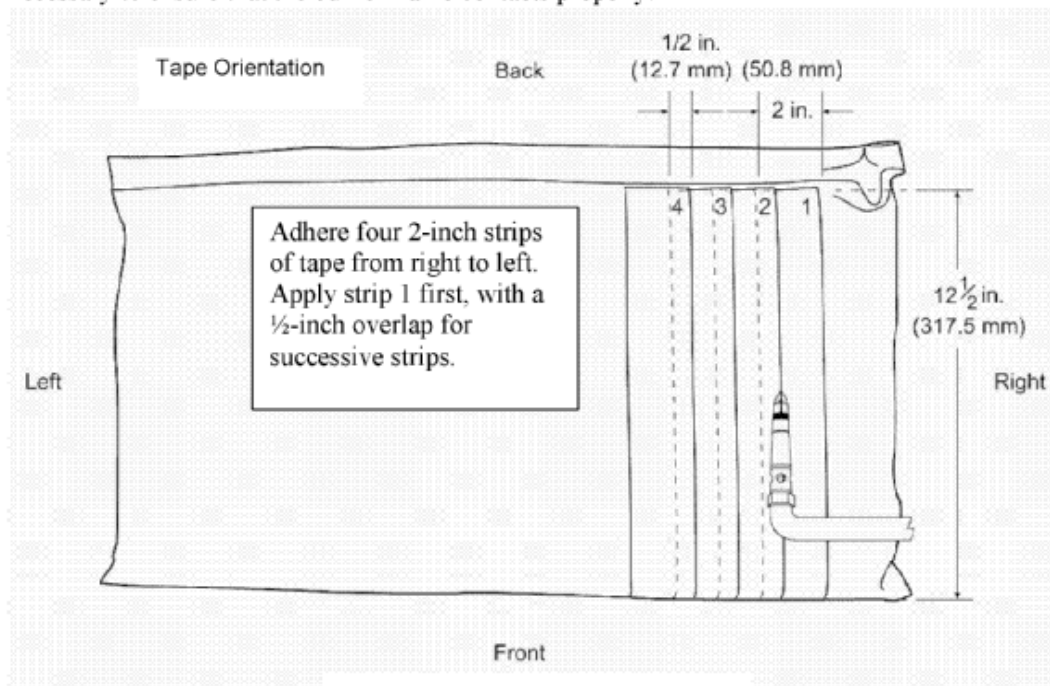 Tape Orientation
Back
1/2 in.
(12.7 mm) (50.8 mm)
2 in.
4 3 2 1
Adhere four 2-inch strips
of tape from right to left.
Apply strip 1 first, with a
½-inch overlap for
successive strips.
12½ in.
(317.5 mm)
Left
Right
Front